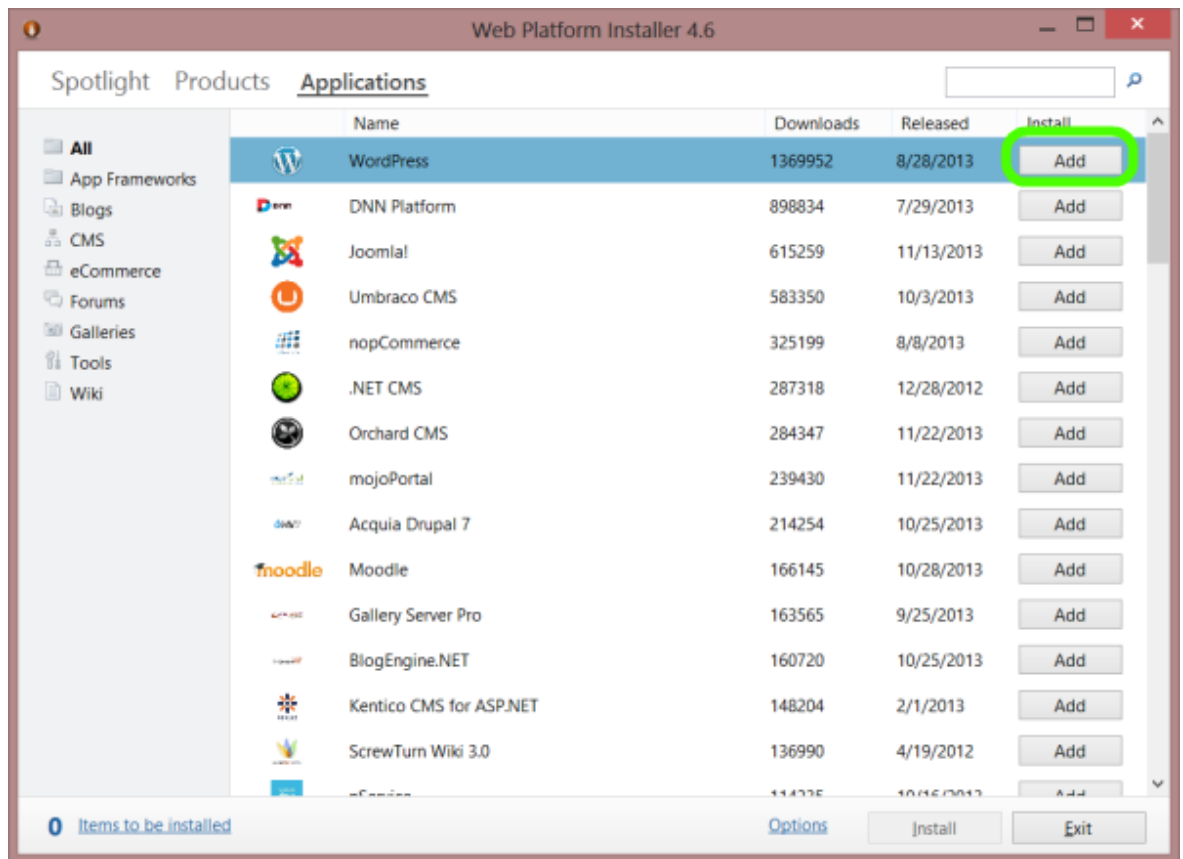 Web Platform Installer 4.6
Spotlight Products Applications
Name Downloads Released Install
All
App Frameworks
Blogs
CMS
eCommerce
Forums
Galleries
Tools
Wiki
WordPress 1369952 8/28/2013 Add
Dnn DNN Platform 898834 7/29/2013 Add
Joomla! 615259 11/13/2013 Add
Umbraco CMS 583350 10/3/2013 Add
nopCommerce 325199 8/8/2013 Add
.NET CMS 287318 12/28/2012 Add
Orchard CMS 284347 11/22/2013 Add
mojoPortal 239430 11/22/2013 Add
Acquia Drupal 7 214254 10/25/2013 Add
moodle Moodle 166145 10/28/2013 Add
Gallery Server Pro 163565 9/25/2013 Add
BlogEngine.NET 160720 10/25/2013 Add
Kentico CMS for ASP.NET 148204 2/1/2013 Add
ScrewTurn Wiki 3.0 136990 4/19/2012 Add
0 Items to be installed Options Install Exit